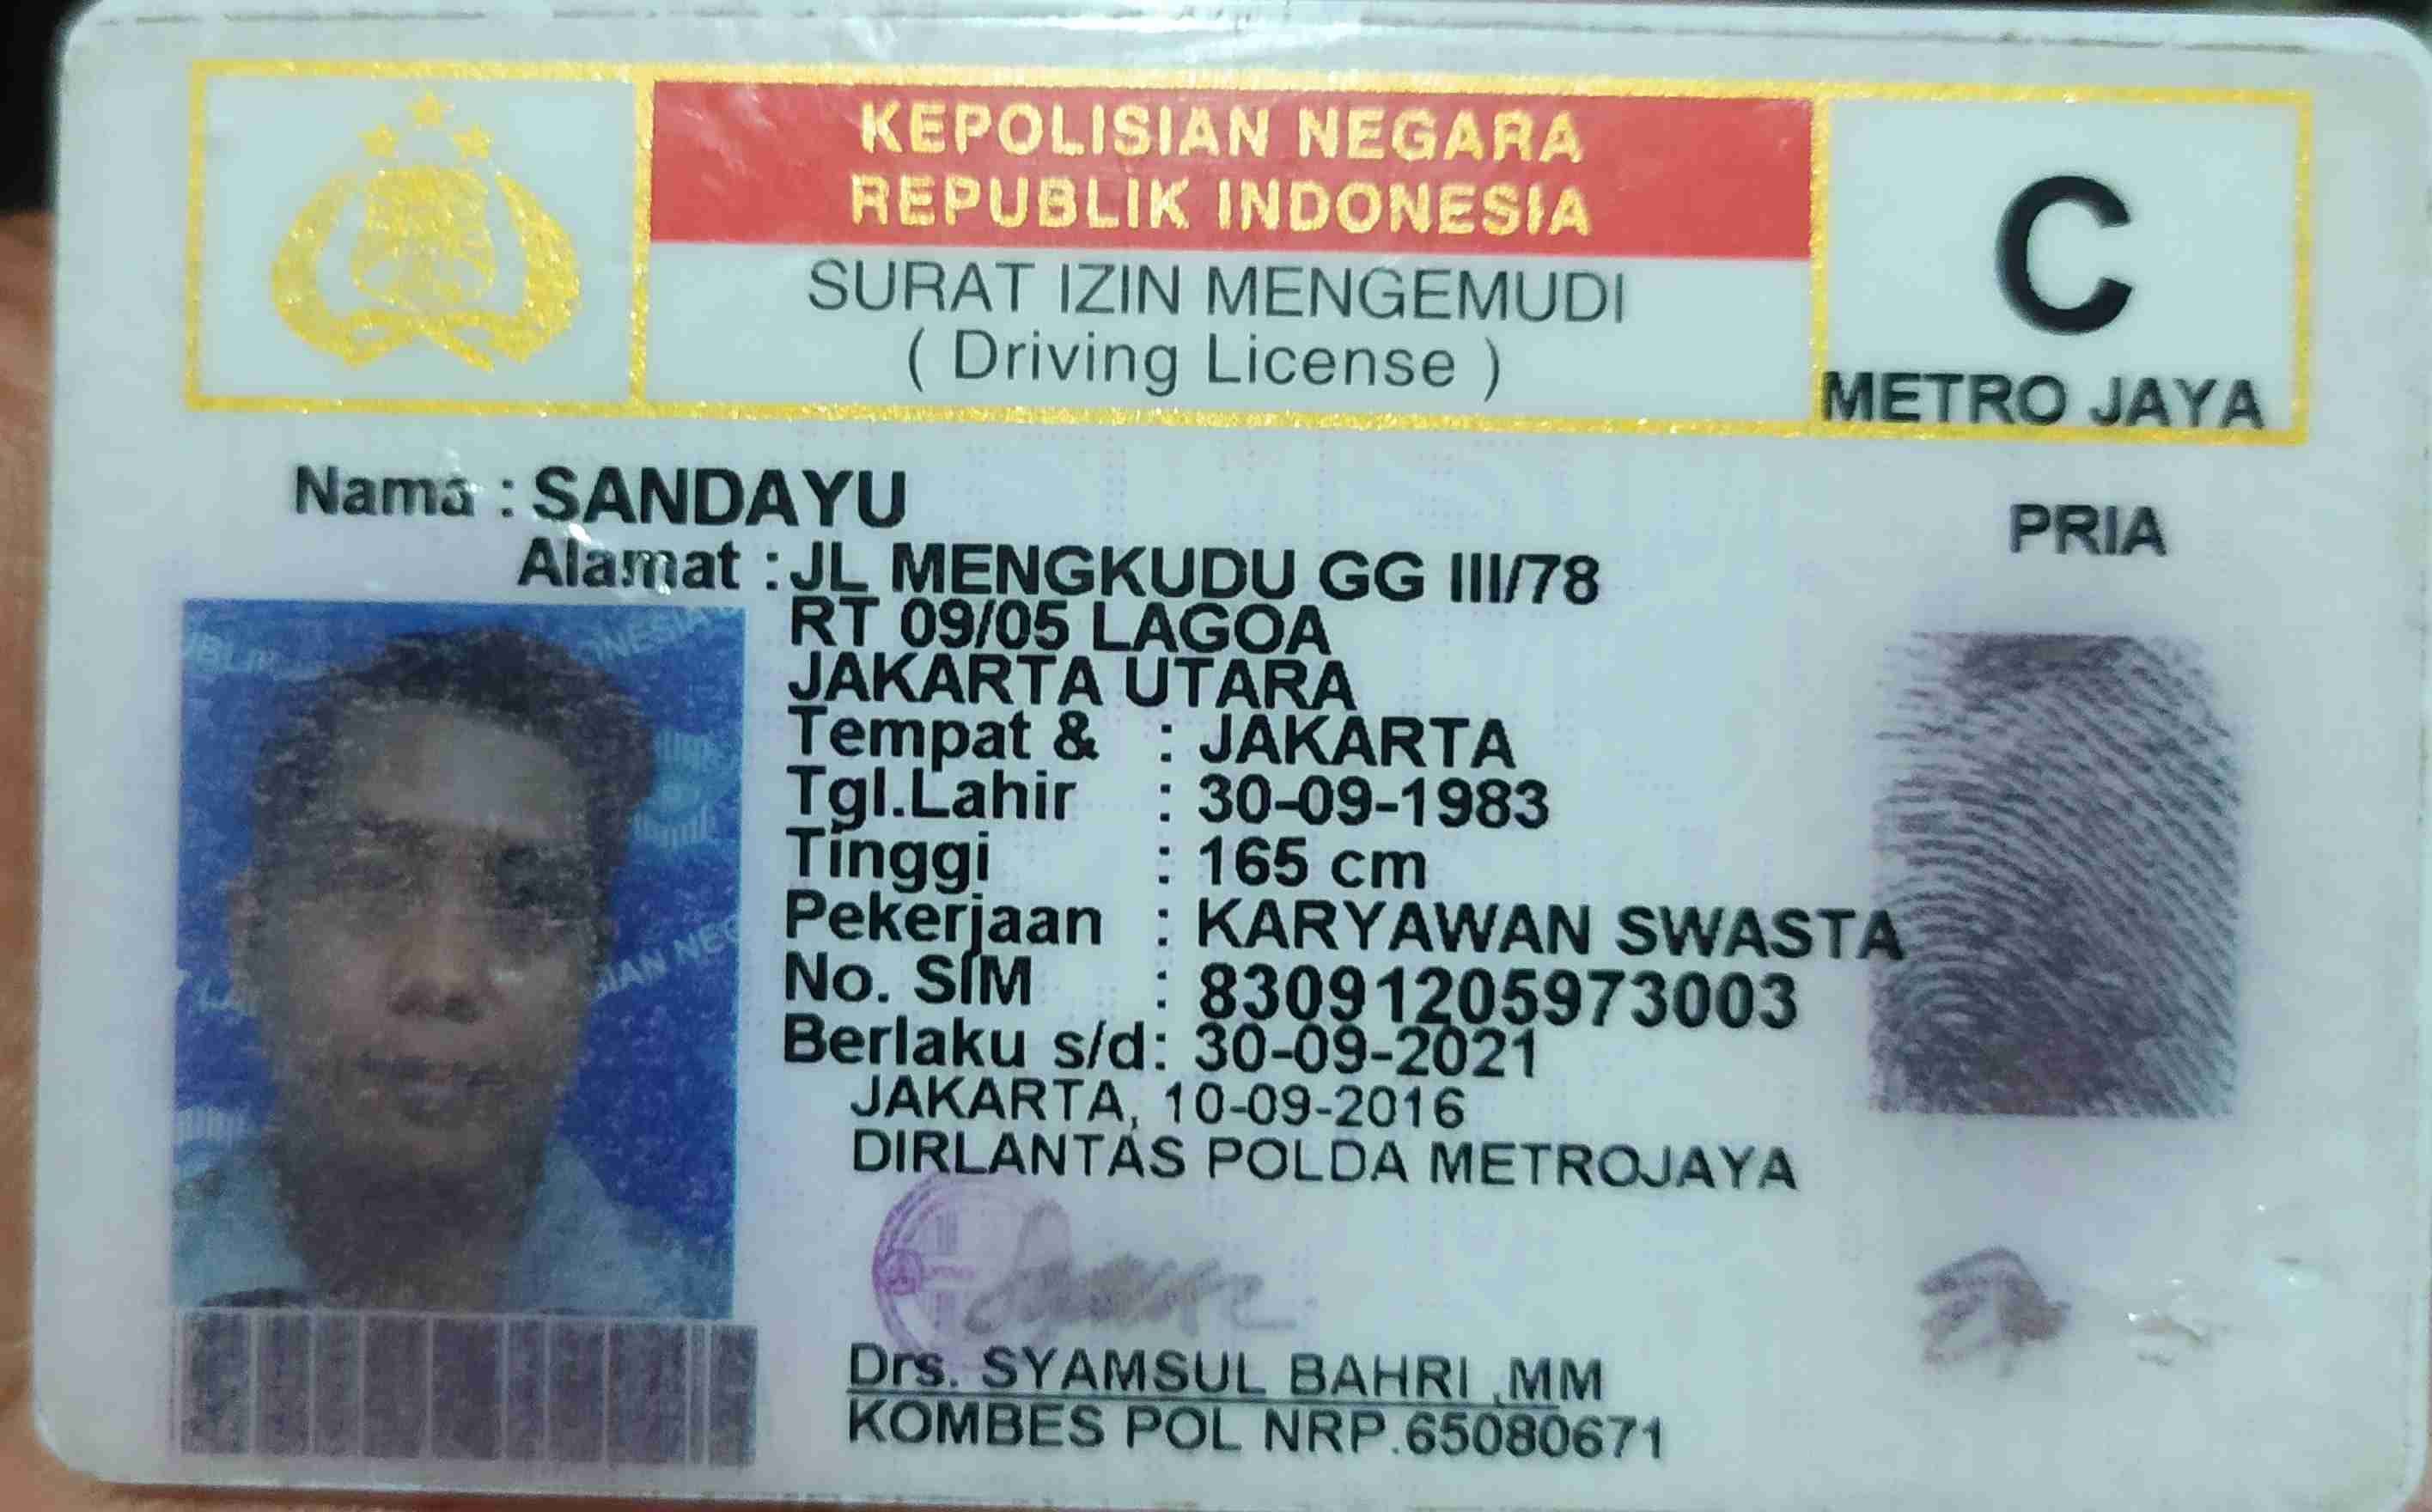 KEPOLISIAN NEGARA
REPUBLIK INDONESIA
SURAT IZIN MENGEMUDI
( Driving License )
C
METRO JAYA
Nama : SANDAYU
PRIA
Alamat : JL MENGKUDU GG III/78
RT 09/05 LAGOA
JAKARTA UTARA
Tempat & : JAKARTA
Tgl.Lahir : 30-09-1983
Tinggi : 165 cm
Pekerjaan : KARYAWAN SWASTA
No. SIM : 83091205973003
Berlaku s/d: 30-09-2021
JAKARTA, 10-09-2016
DIRLANTAS POLDA METROJAYA
Drs. SYAMSUL BAHRI ,MM
KOMBES POL NRP.65080671